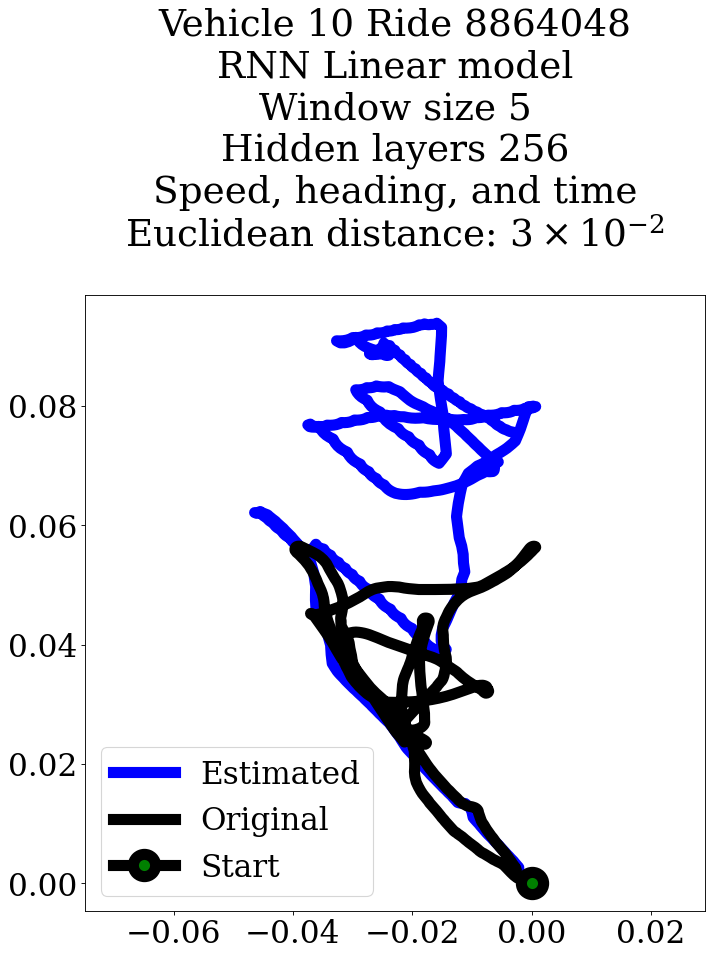 Vehicle 10 Ride 8864048
RNN Linear model
Window size 5
Hidden layers 256
Speed, heading, and time
Euclidean distance: 3 × 10⁻²
0.08
0.06
0.04
0.02
0.00
Estimated
Original
Start
−0.06 −0.04 −0.02 0.00 0.02